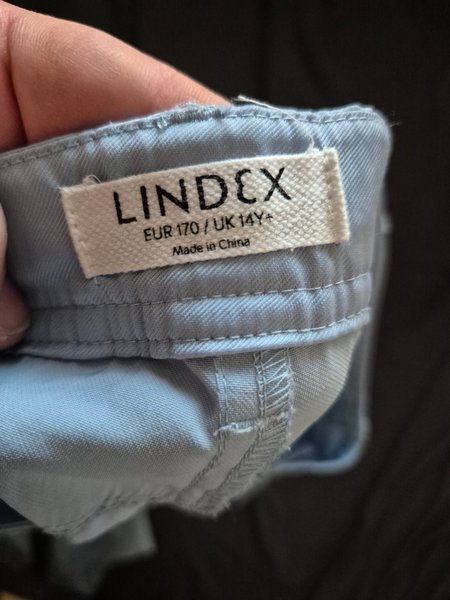 LINDEX
EUR 170 / UK 14Y+
Made in China